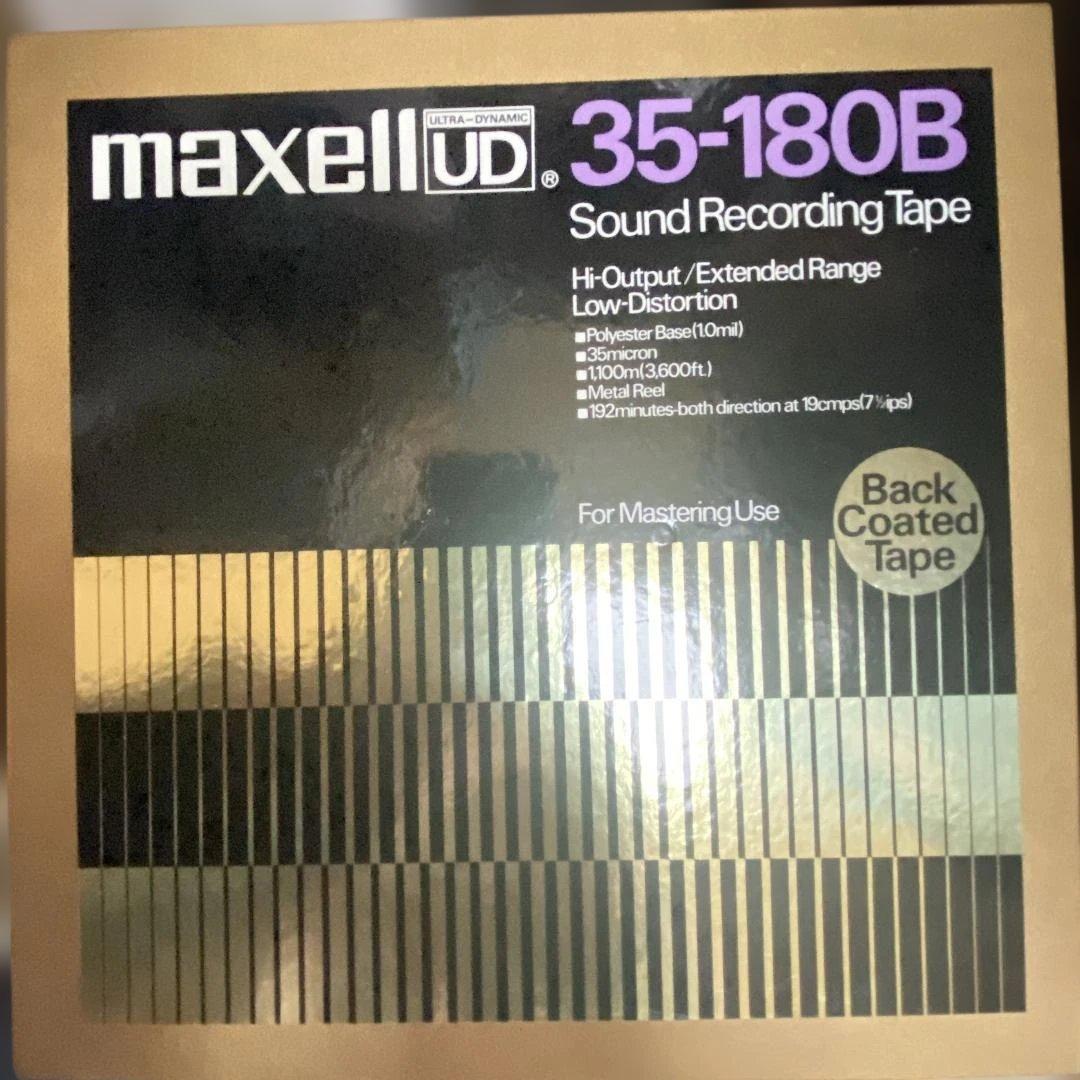 maxell ULTRA-DYNAMIC UD ® 35-180B
Sound Recording Tape
Hi-Output/Extended Range
Low-Distortion
■Polyester Base(1.0mil)
■35micron
■1,100m(3,600ft.)
■Metal Reel
■192minutes-both direction at 19cmps(7½ips)
For Mastering Use
Back
Coated
Tape